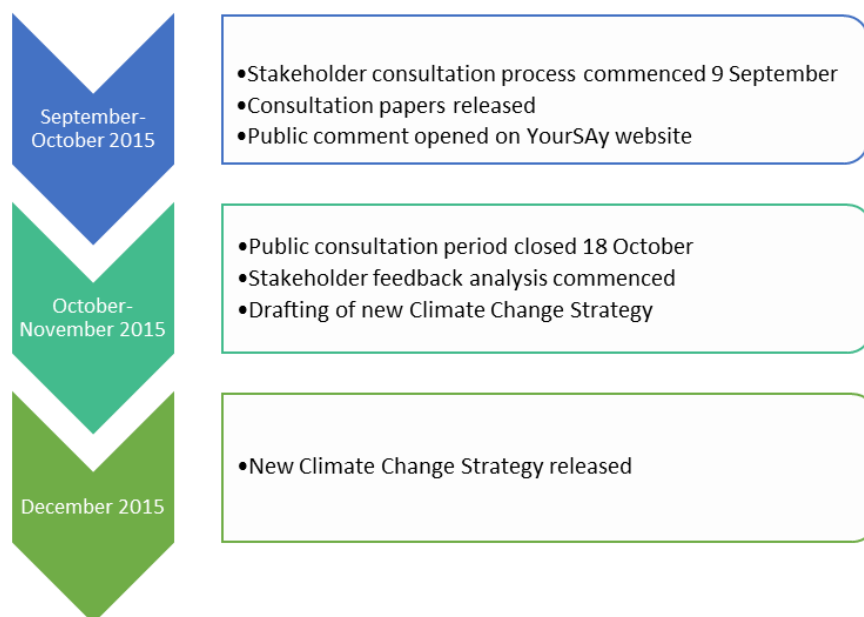 September-
October 2015
•Stakeholder consultation process commenced 9 September
•Consultation papers released
•Public comment opened on YourSAy website
October-
November 2015
•Public consultation period closed 18 October
•Stakeholder feedback analysis commenced
•Drafting of new Climate Change Strategy
December 2015
•New Climate Change Strategy released